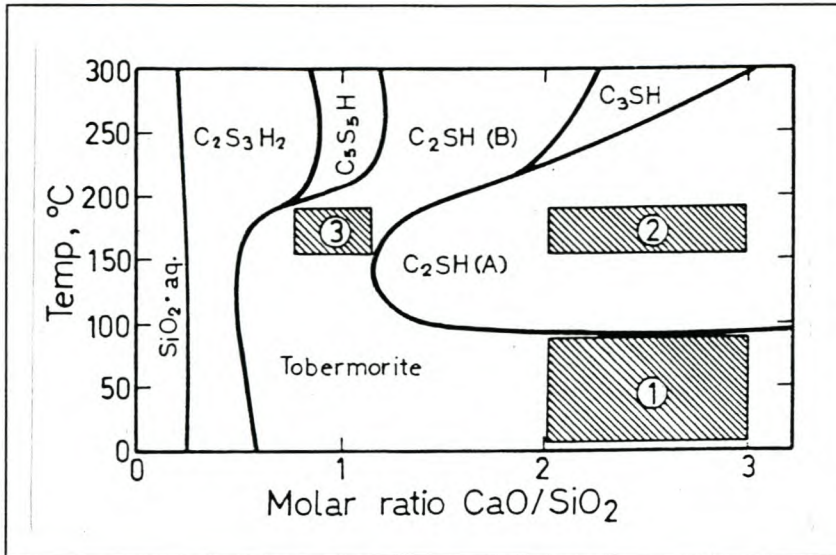 300
250
200
150
100
50
0
Temp, °C
SiO₂· aq.
C₂S₃H₂
C₅S₅H
C₂SH (B)
C₃SH
③
②
C₂SH (A)
Tobermorite
①
0 1 2 3
Molar ratio CaO/SiO₂